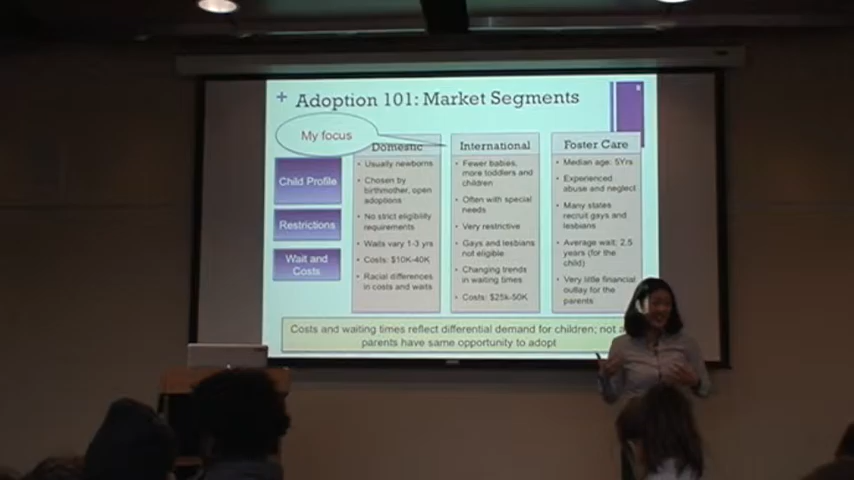 + Adoption 101: Market Segments
8
My focus
Domestic
Usually newborns
Chosen by
birthmother, open
adoptions
No strict eligibility
requirements
Waits vary 1-3 yrs
Costs: $10K-40K
Racial differences
in costs and waits
International
Fewer babies,
more toddlers and
children
Often with special
needs
Very restrictive
Gays and lesbians
not eligible
Changing trends
in waiting times
Costs: $25k-50K
Foster Care
Median age: 5Yrs
Experienced
abuse and neglect
Many states
recruit gays and
lesbians
Average wait: 2.5
years (for the
child)
Very little financial
outlay for the
parents
Child Profile
Restrictions
Wait and
Costs
Costs and waiting times reflect differential demand for children; not
parents have same opportunity to adopt